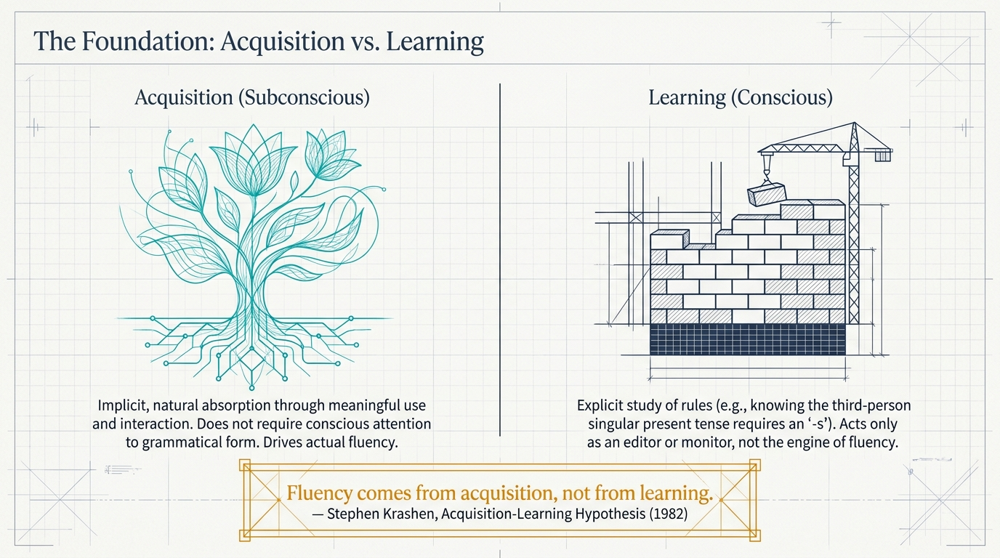 The Foundation: Acquisition vs. Learning
Acquisition (Subconscious)
Implicit, natural absorption through meaningful use
and interaction. Does not require conscious attention
to grammatical form. Drives actual fluency.
Learning (Conscious)
Explicit study of rules (e.g., knowing the third-person
singular present tense requires an ‘-s’). Acts only
as an editor or monitor, not the engine of fluency.
Fluency comes from acquisition, not from learning.
— Stephen Krashen, Acquisition-Learning Hypothesis (1982)